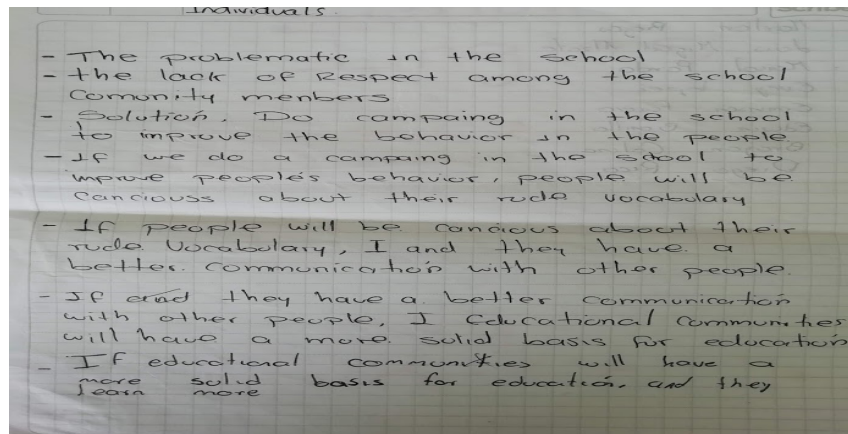 Individuals.
- The problematic in the school
- the lack of Respect among the school
Comunity menbers
- Solution. Do campaing in the school
to improve the behavior in the people
- If we do a campaing in the school to
improve people's behavior, people will be
Canciouss about their rude vocabulary
- If people will be cancious about their
rude Vocabulary, I and they have a
better. communication with other people.
- If and they have a better communication
with other people, I Educational communities
will have a more solid basis for education
- If educational communities will have a
more solid basis for education, and they
learn more